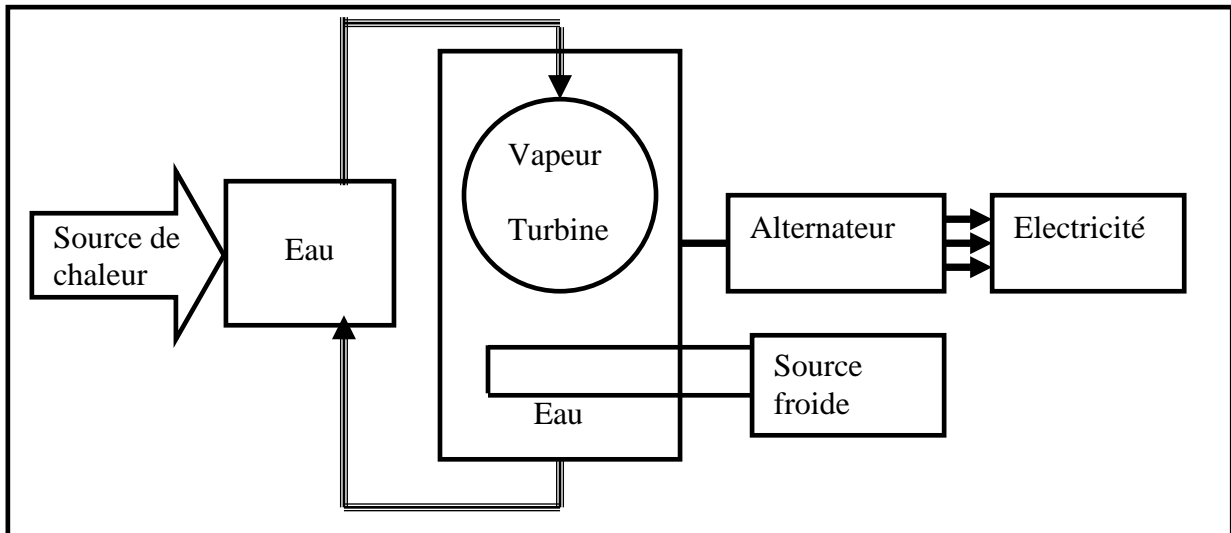 Source de
chaleur
Eau
Vapeur
Turbine
Eau
Alternateur
Electricité
Source
froide